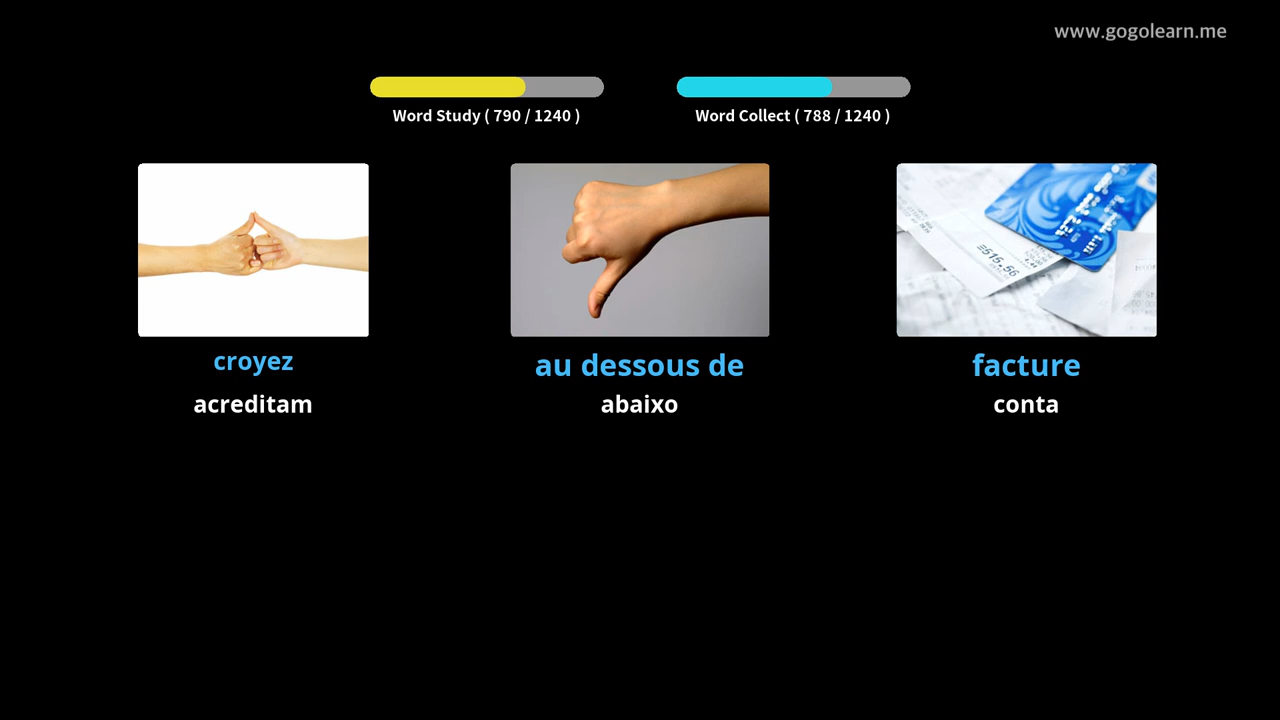 www.gogolearn.me
Word Study ( 790 / 1240 )
Word Collect ( 788 / 1240 )
croyez
au dessous de
facture
acreditam
abaixo
conta